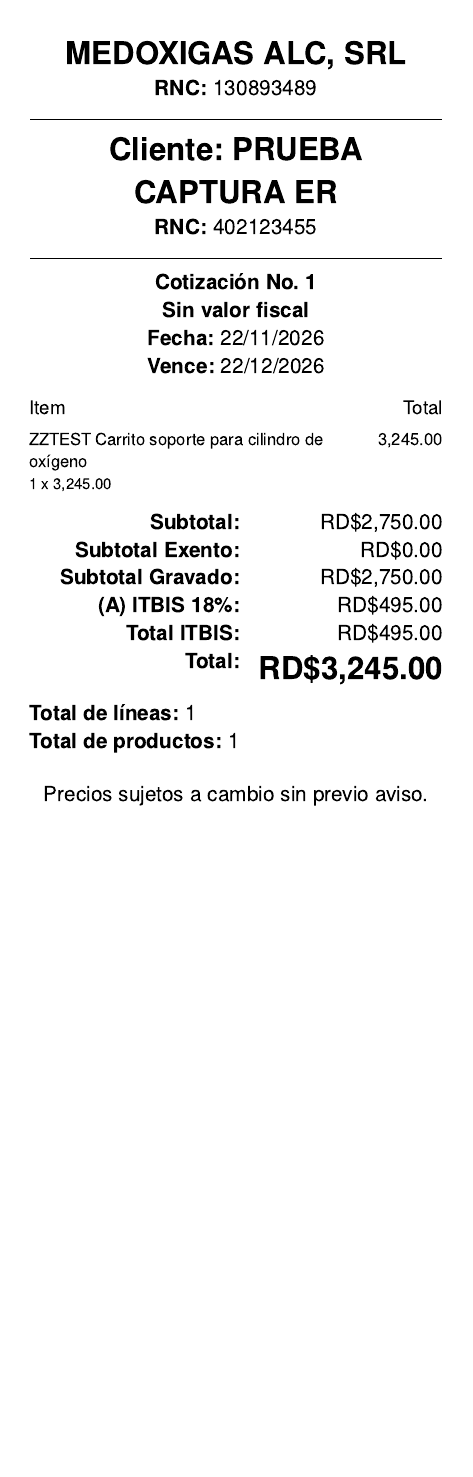 MEDOXIGAS ALC, SRL
RNC: 130893489
Cliente: PRUEBA
CAPTURA ER
RNC: 402123455
Cotización No. 1
Sin valor fiscal
Fecha: 22/11/2026
Vence: 22/12/2026
Item Total
ZZTEST Carrito soporte para cilindro de 3,245.00
oxígeno
1 x 3,245.00
Subtotal: RD$2,750.00
Subtotal Exento: RD$0.00
Subtotal Gravado: RD$2,750.00
(A) ITBIS 18%: RD$495.00
Total ITBIS: RD$495.00
Total: RD$3,245.00
Total de líneas: 1
Total de productos: 1
Precios sujetos a cambio sin previo aviso.